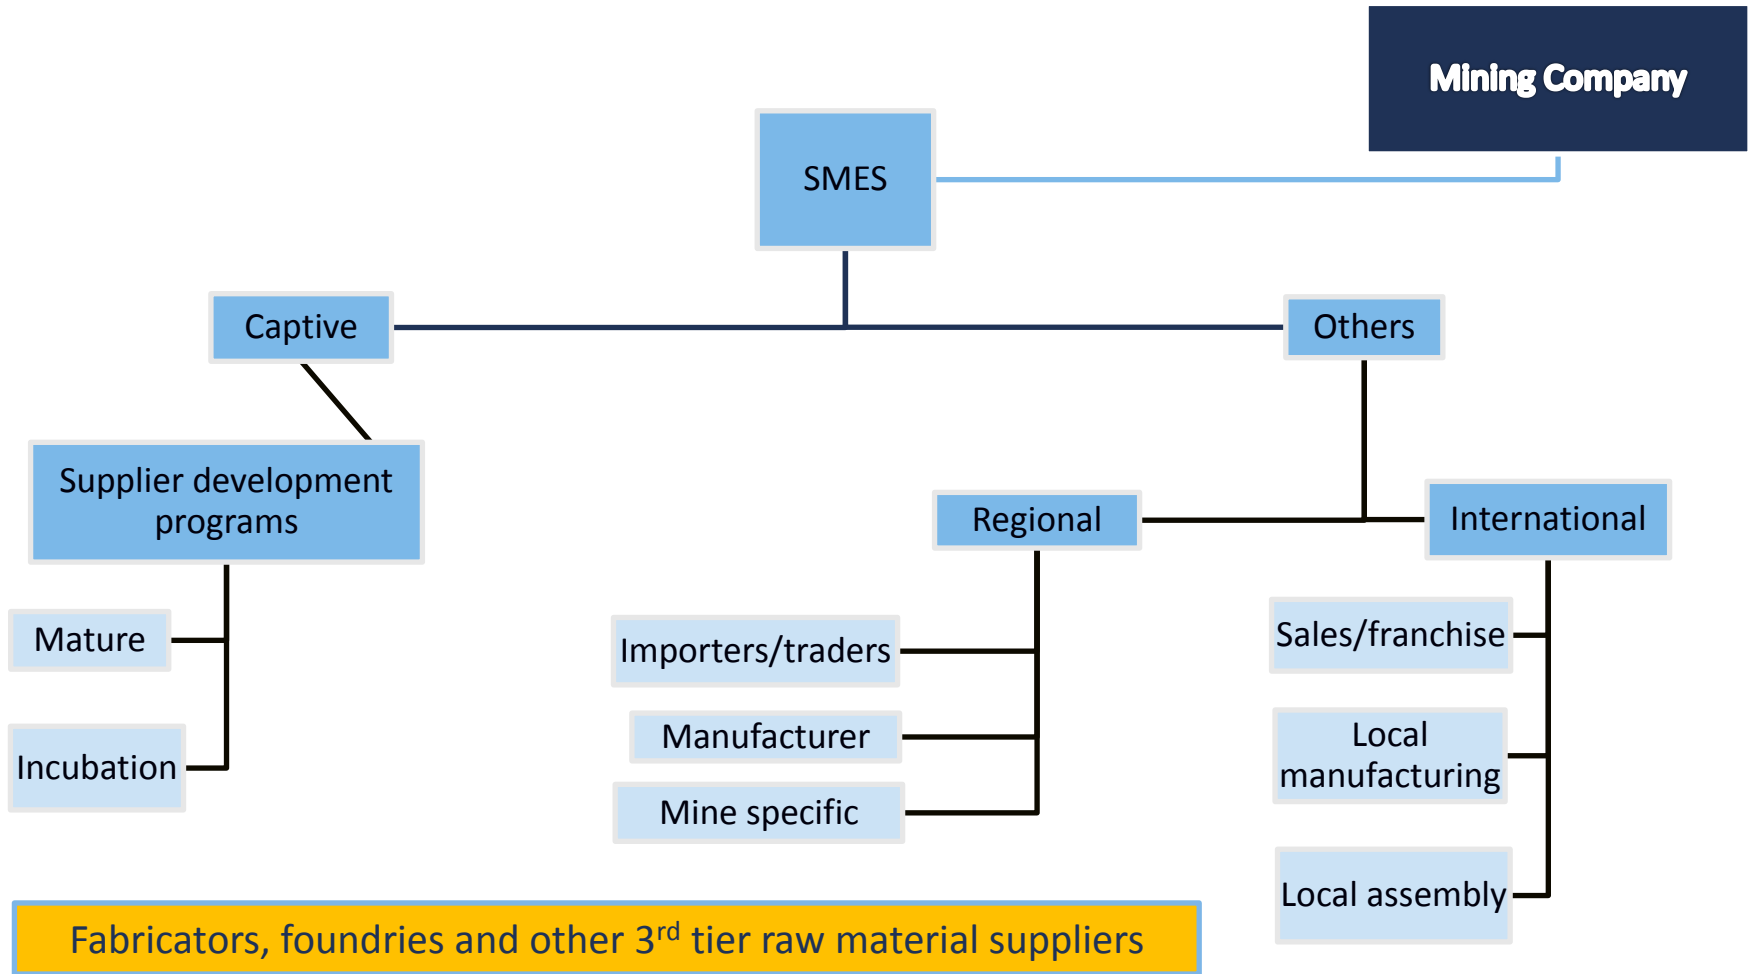 Mining Company
SMES
Captive
Others
Supplier development
programs
Regional
International
Mature
Importers/traders
Sales/franchise
Incubation
Manufacturer
Local
manufacturing
Mine specific
Local assembly
Fabricators, foundries and other 3rd tier raw material suppliers